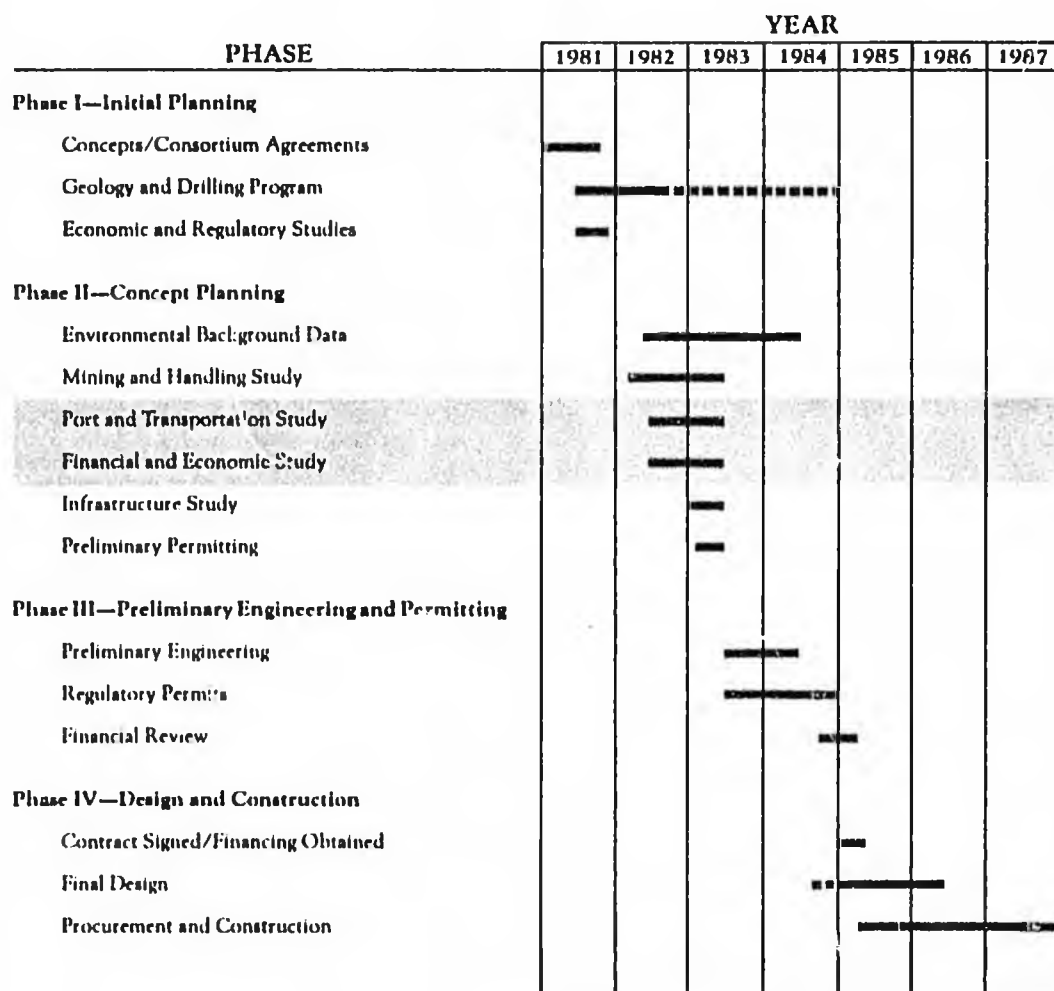 YEAR
PHASE 1981 1982 1983 1984 1985 1986 1987
Phase I—Initial Planning
Concepts/Consortium Agreements
Geology and Drilling Program
Economic and Regulatory Studies
Phase II—Concept Planning
Environmental Background Data
Mining and Handling Study
Port and Transportation Study
Financial and Economic Study
Infrastructure Study
Preliminary Permitting
Phase III—Preliminary Engineering and Permitting
Preliminary Engineering
Regulatory Permits
Financial Review
Phase IV—Design and Construction
Contract Signed/Financing Obtained
Final Design
Procurement and Construction